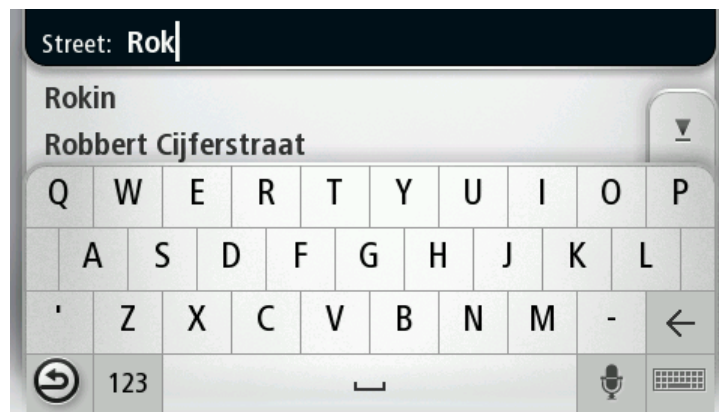 Street: Rok
Rokin
Robbert Cijferstraat
Q W E R T Y U I O P
A S D F G H J K L
' Z X C V B N M -
123